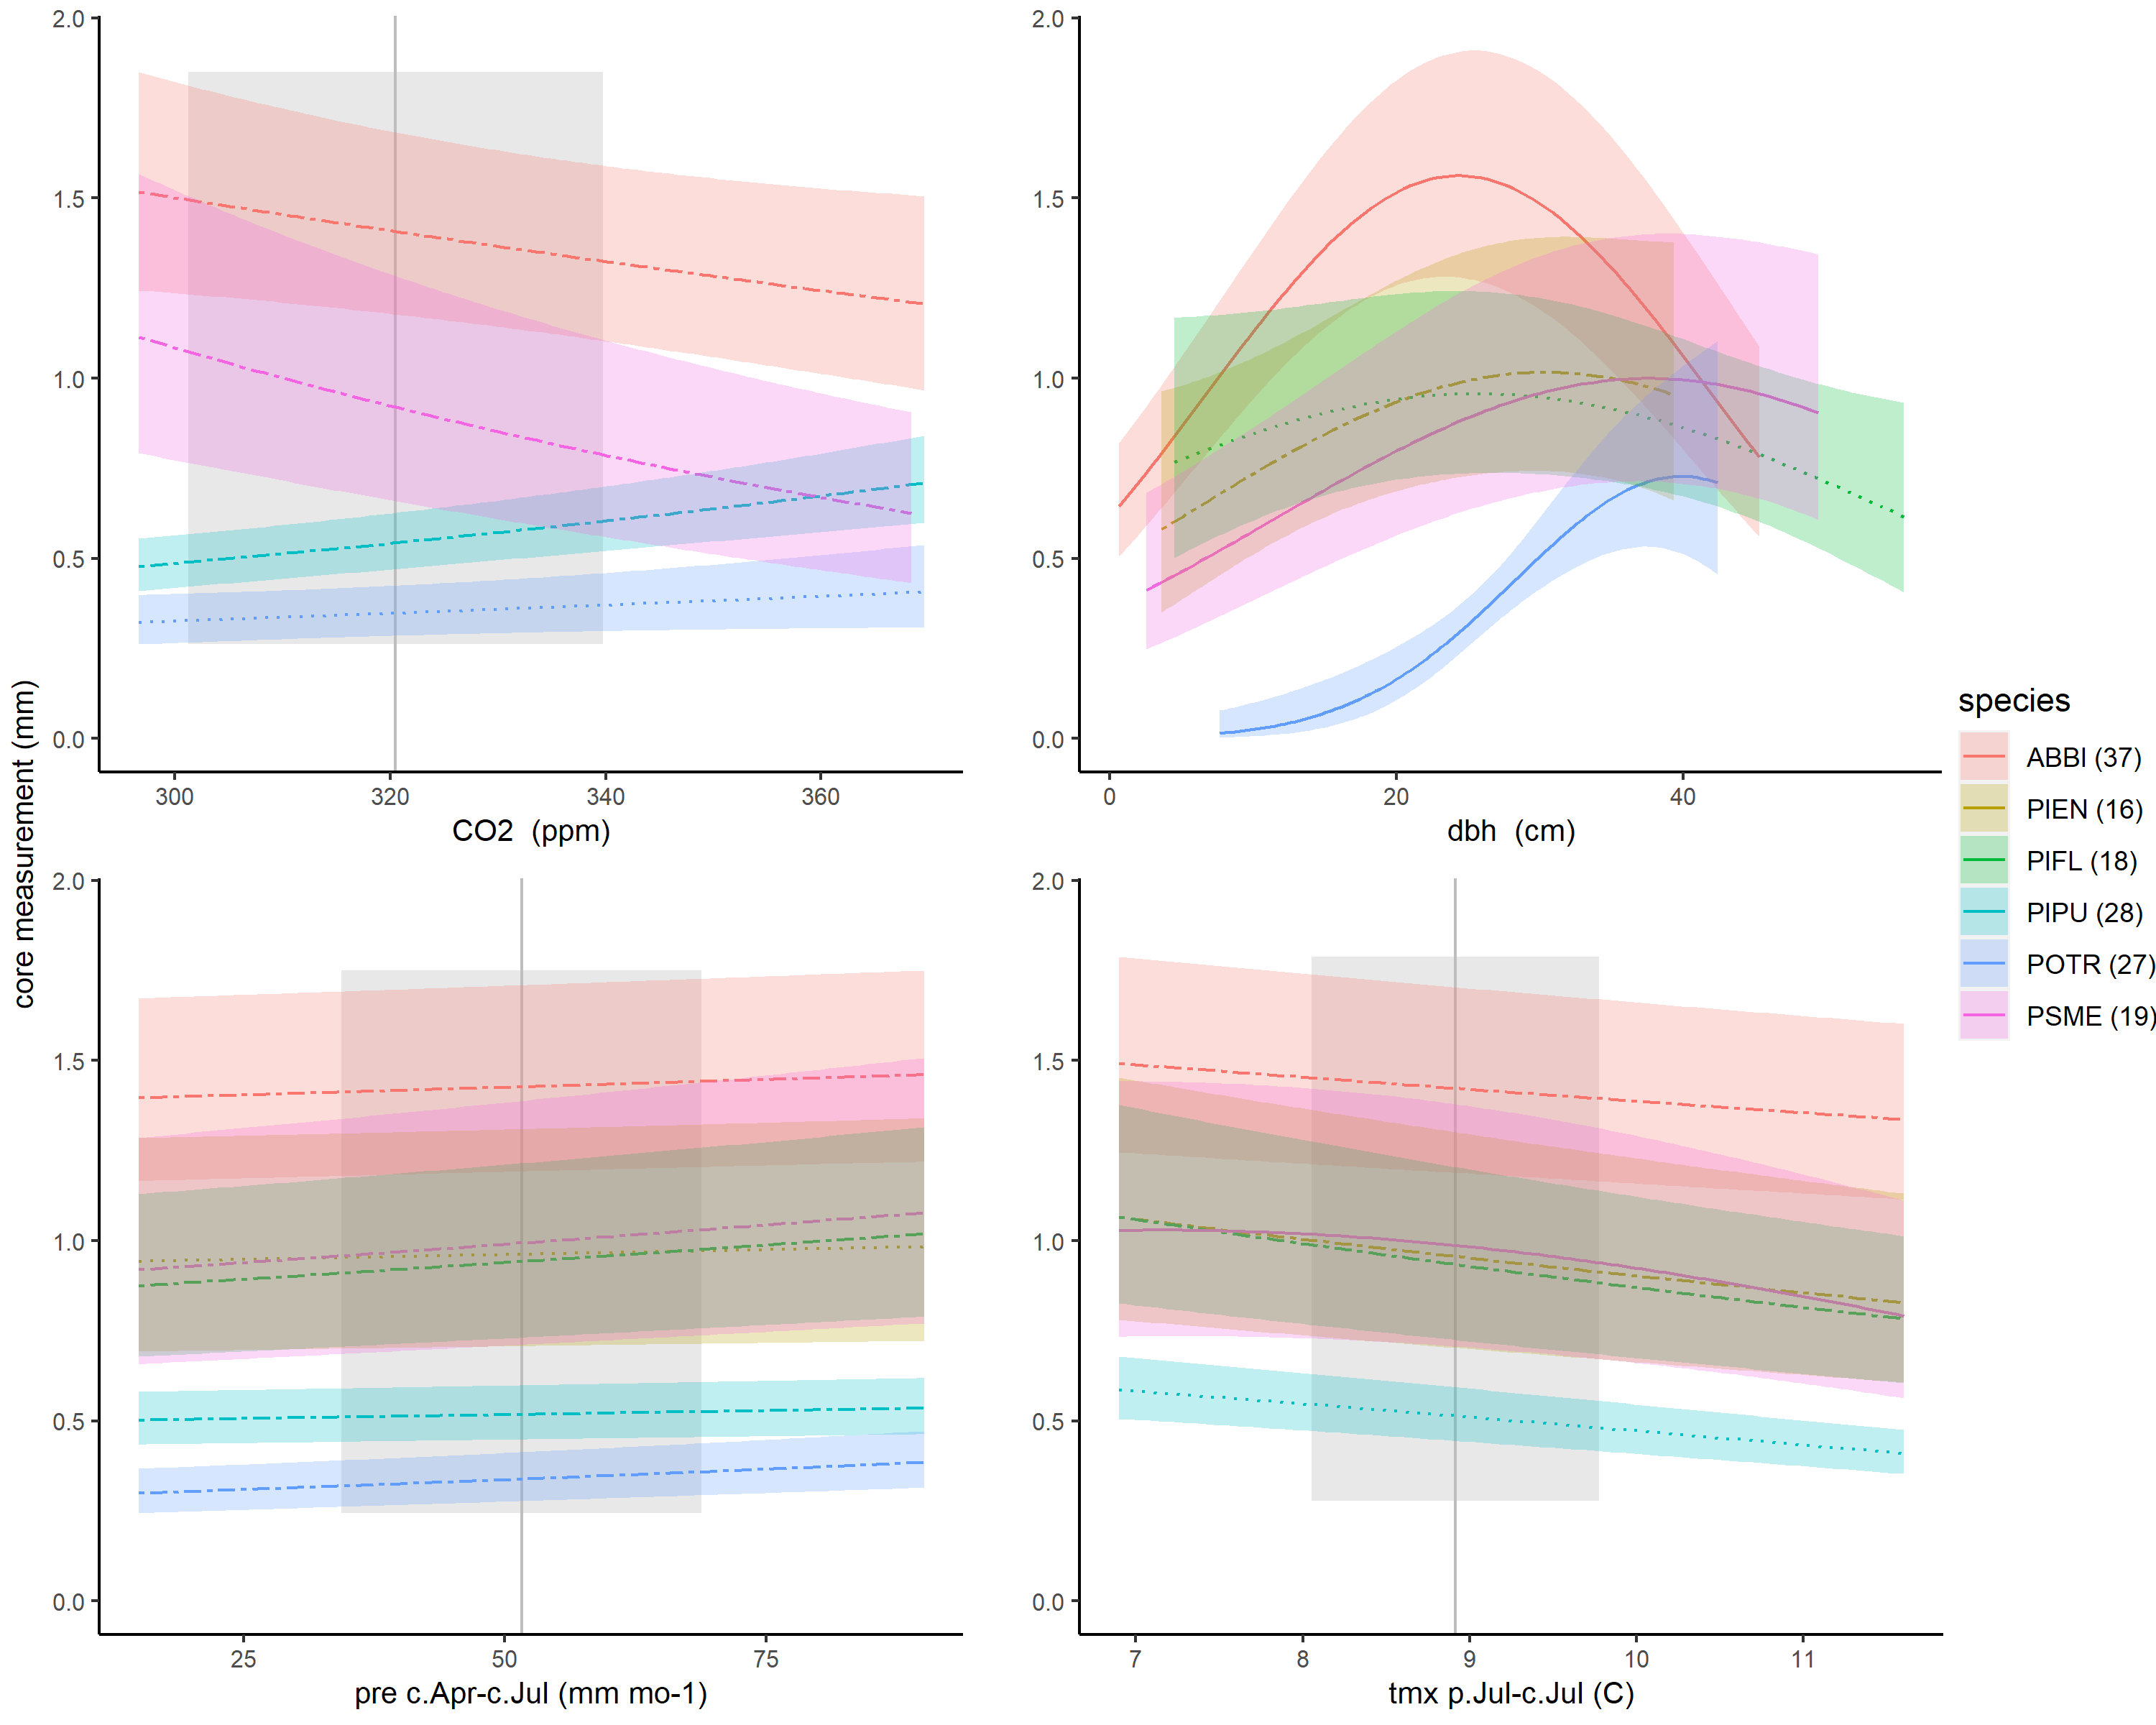 core measurement (mm)
2.0
1.5
1.0
0.5
0.0
300 320 340 360
CO2 (ppm)
2.0
1.5
1.0
0.5
0.0
0 20 40
dbh (cm)
2.0
1.5
1.0
0.5
0.0
25 50 75
pre c.Apr-c.Jul (mm mo-1)
2.0
1.5
1.0
0.5
0.0
7 8 9 10 11
tmx p.Jul-c.Jul (C)
species
ABBI (37)
PIEN (16)
PIFL (18)
PIPU (28)
POTR (27)
PSME (19)